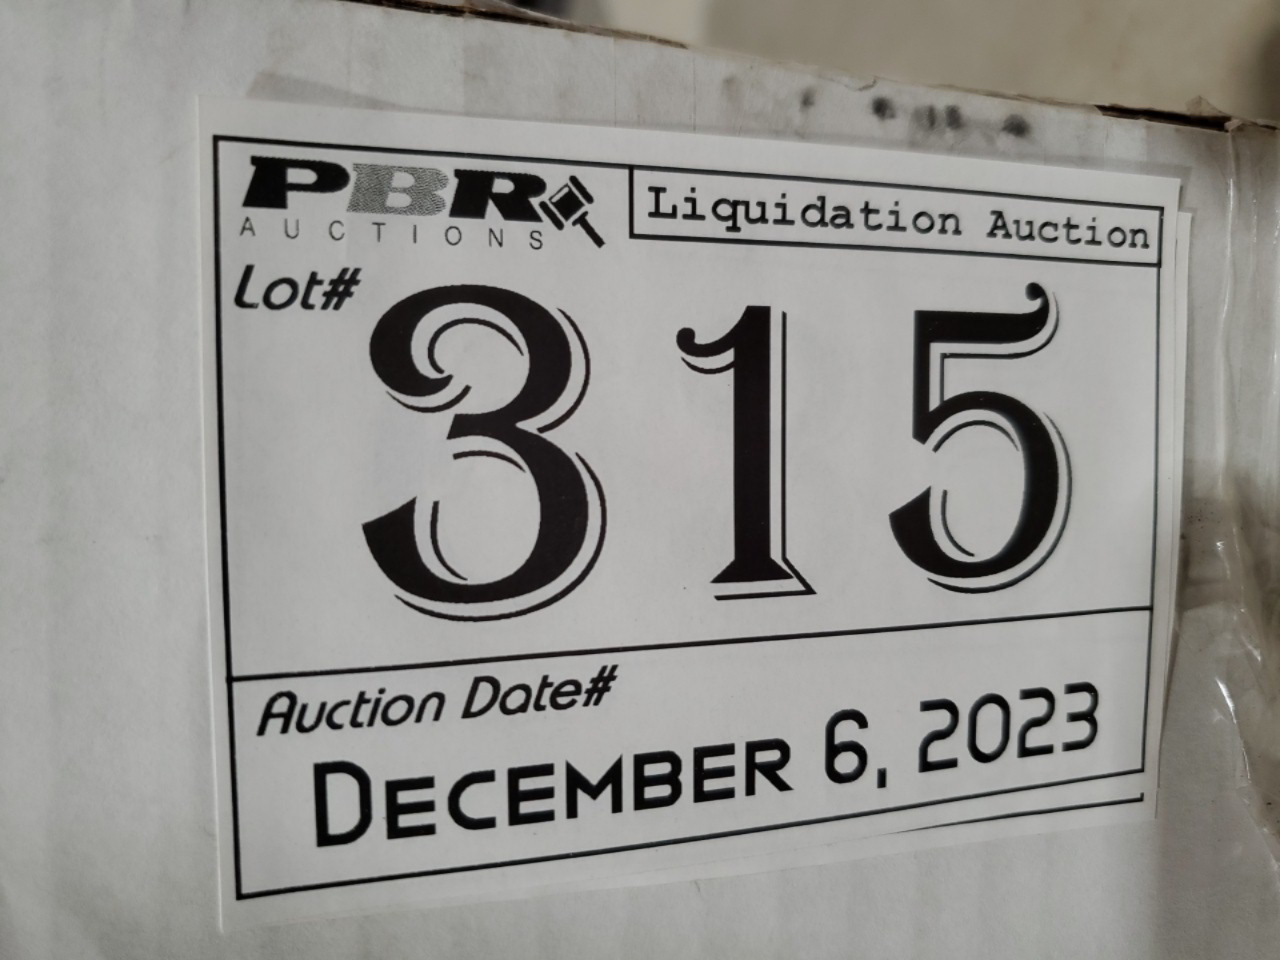 PBR
AUCTIONS
Liquidation Auction
Lot#
315
Auction Date#
DECEMBER 6, 2023